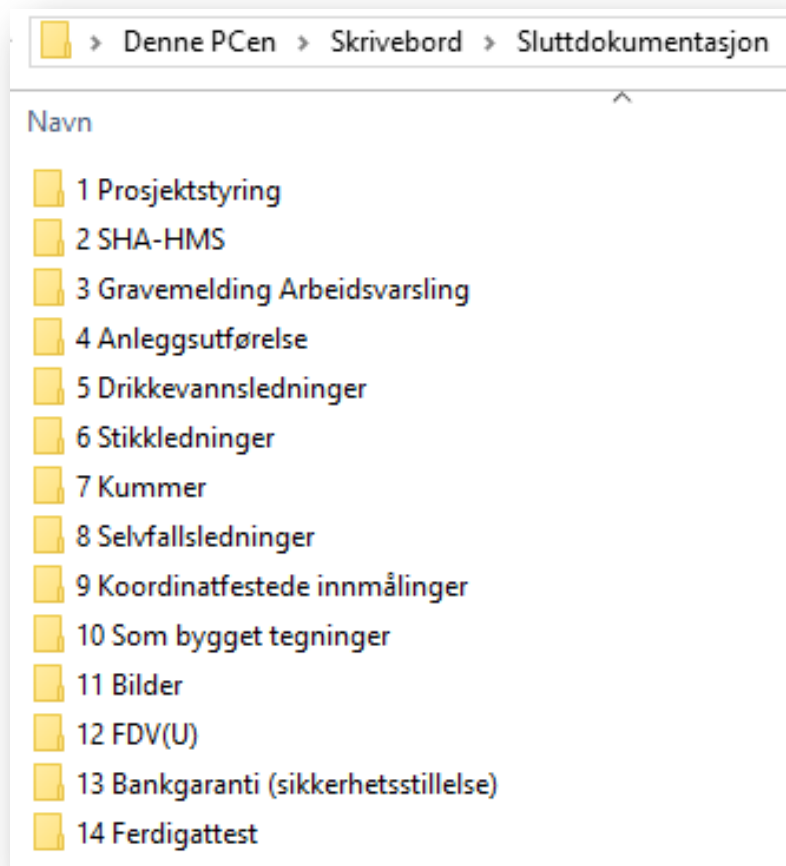 > Denne PCen > Skrivebord > Sluttdokumentasjon
Navn
1 Prosjektstyring
2 SHA-HMS
3 Gravemelding Arbeidsvarsling
4 Anleggsutførelse
5 Drikkevannsledninger
6 Stikkledninger
7 Kummer
8 Selvfallsledninger
9 Koordinatfestede innmålinger
10 Som bygget tegninger
11 Bilder
12 FDV(U)
13 Bankgaranti (sikkerhetsstillelse)
14 Ferdigattest